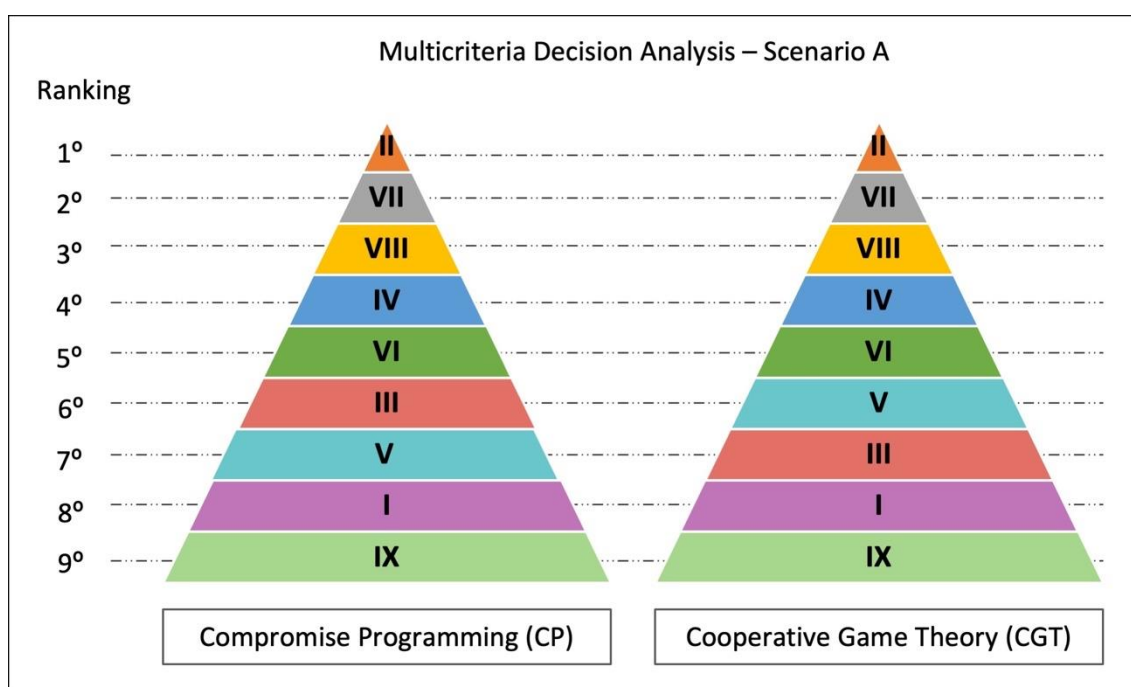 Multicriteria Decision Analysis – Scenario A
Ranking
1º II II
2º VII VII
3º VIII VIII
4º IV IV
5º VI VI
6º III V
7º V III
8º I I
9º IX IX
Compromise Programming (CP) Cooperative Game Theory (CGT)